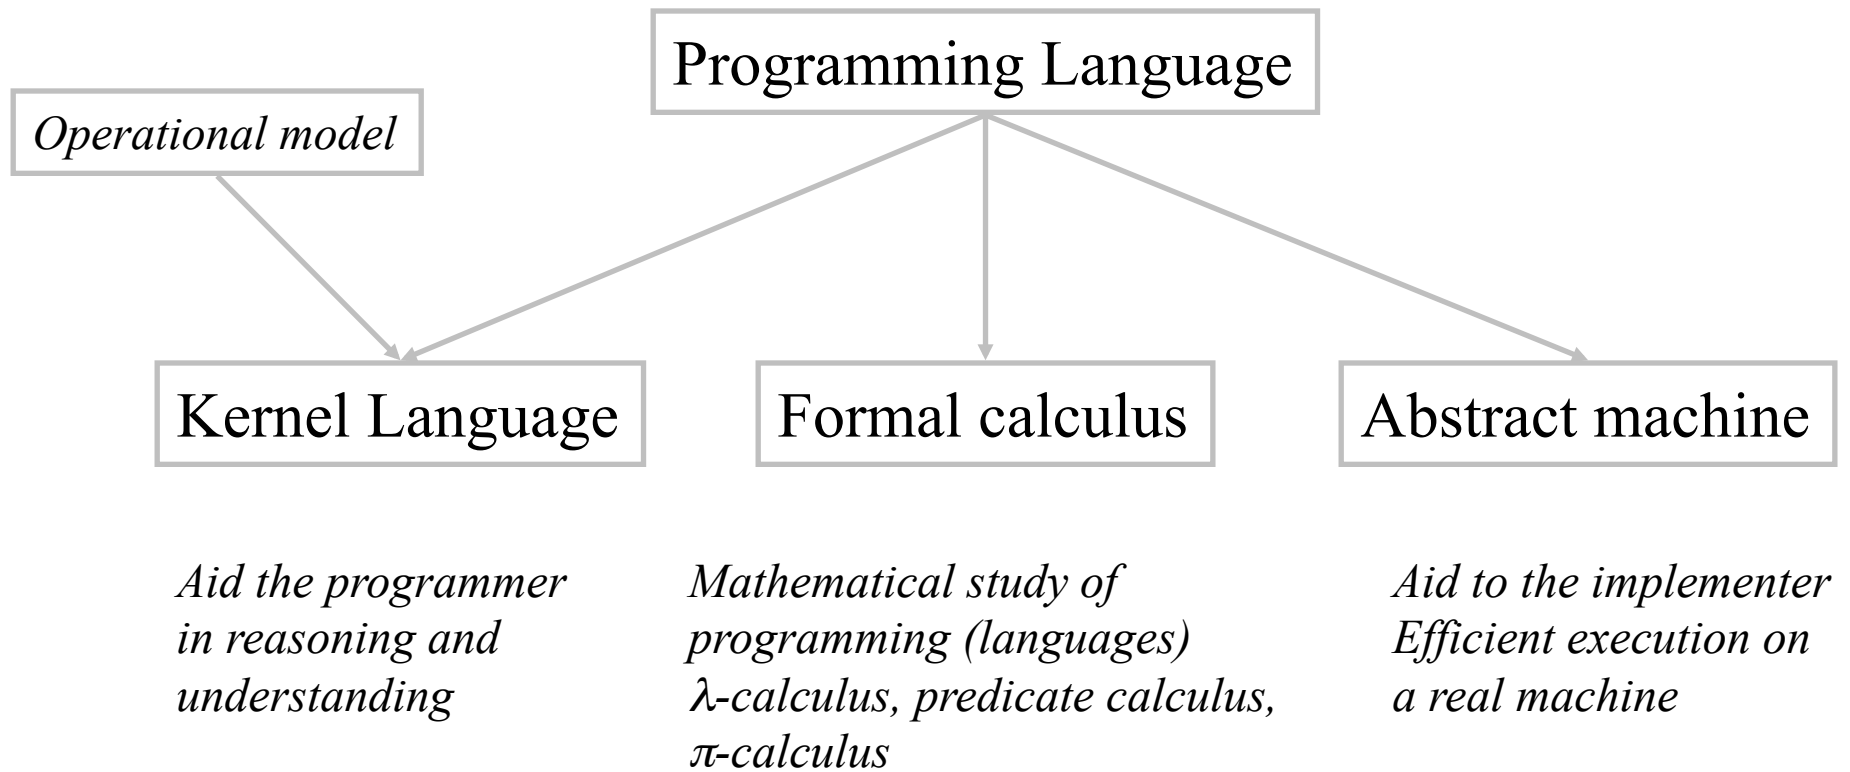 Programming Language
Operational model
Kernel Language
Formal calculus
Abstract machine
Aid the programmer
in reasoning and
understanding
Mathematical study of
programming (languages)
λ-calculus, predicate calculus,
π-calculus
Aid to the implementer
Efficient execution on
a real machine